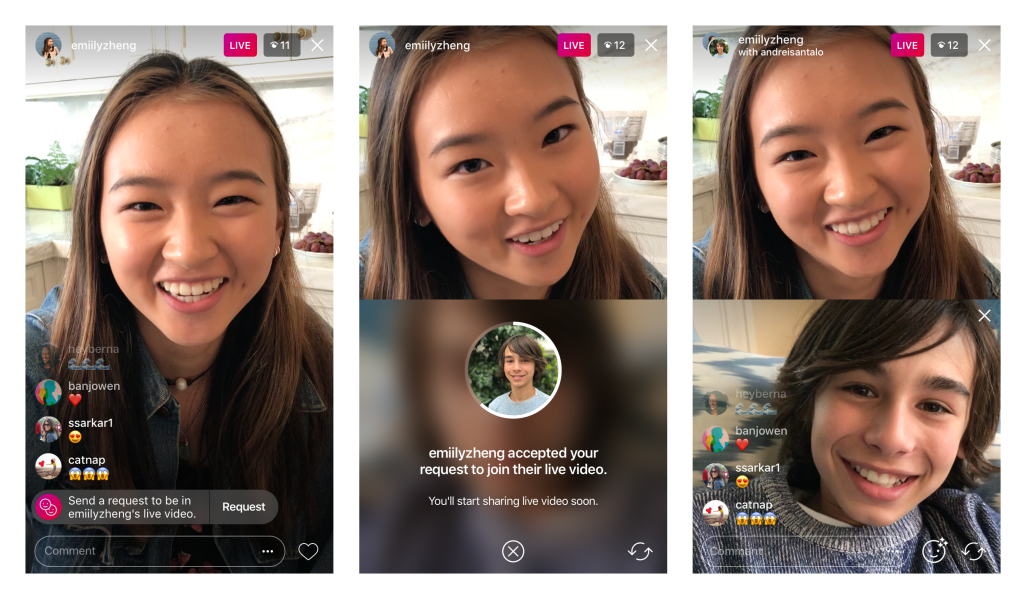 emiilyzheng
LIVE
11
heyberna
banjowen
ssarkar1
catnap
Send a request to be in
emiilyzheng's live video.
Request
Comment
emiilyzheng
LIVE
12
emiilyzheng accepted your
request to join their live video.
You'll start sharing live video soon.
emiilyzheng
with andreisantalo
LIVE
12
heyberna
banjowen
ssarkar1
catnap
Comment